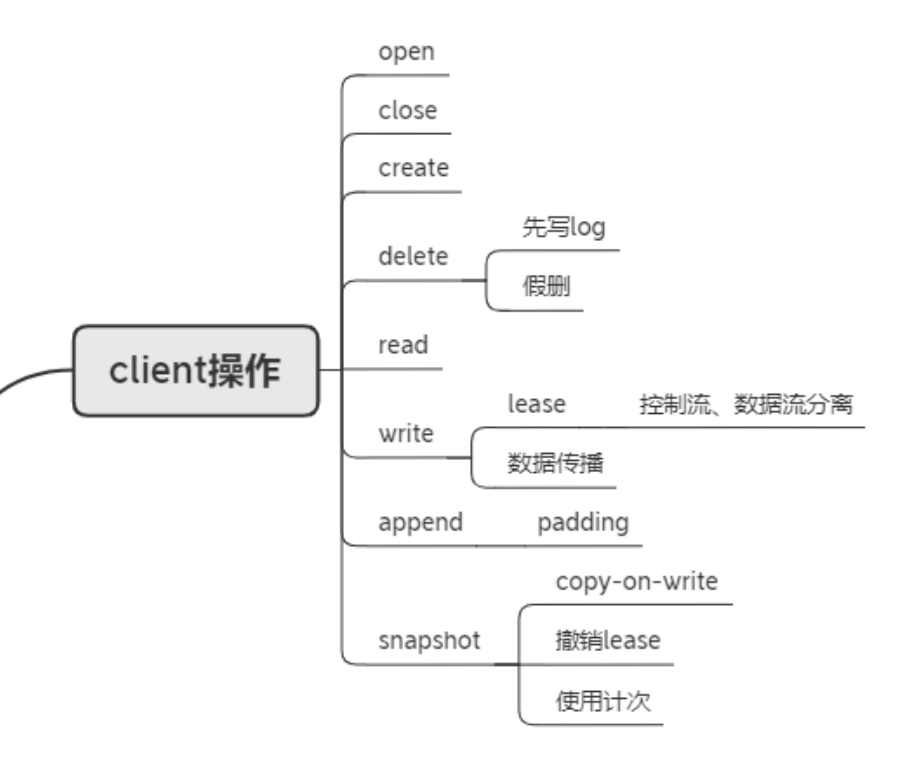 open
close
create
先写log
delete
假删
read
client操作
lease 控制流、数据流分离
write
数据传播
append padding
copy-on-write
snapshot 撤销lease
使用计次